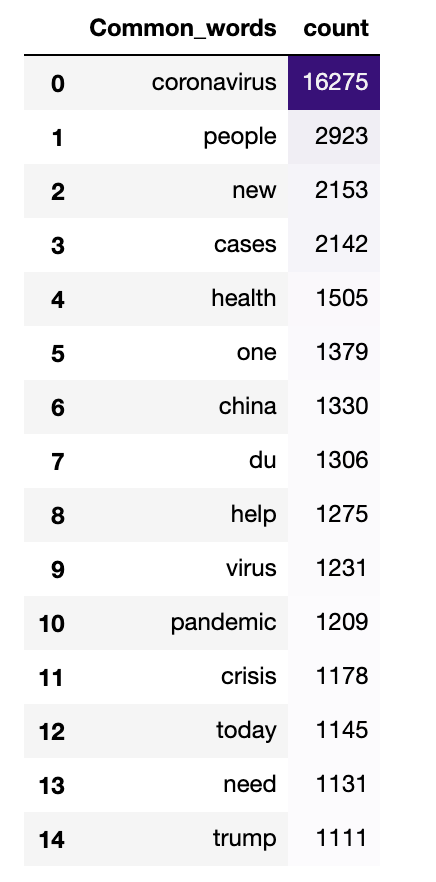 Common_words count
0 coronavirus 16275
1 people 2923
2 new 2153
3 cases 2142
4 health 1505
5 one 1379
6 china 1330
7 du 1306
8 help 1275
9 virus 1231
10 pandemic 1209
11 crisis 1178
12 today 1145
13 need 1131
14 trump 1111